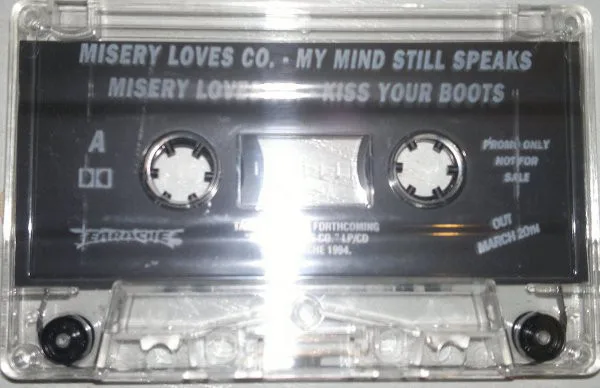 MISERY LOVES CO. - MY MIND STILL SPEAKS
MISERY LOVE KISS YOUR BOOTS
A
PROMO ONLY
NOT FOR
SALE
EARACHE
FORTHCOMING
CO." LP/CD
1994.
OUT
MARCH 20TH